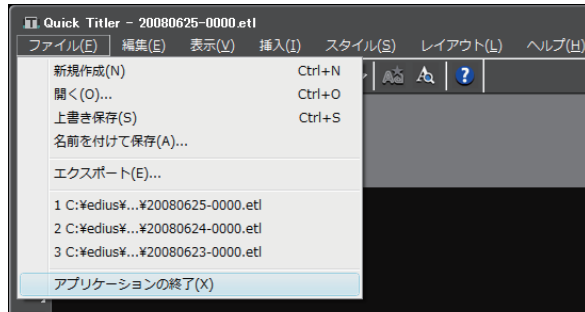 Quick Titler - 20080625-0000.etl
ファイル(F) 編集(E) 表示(V) 挿入(I) スタイル(S) レイアウト(L) ヘルプ(H)
新規作成(N) Ctrl+N
開く(O)... Ctrl+O
上書き保存(S) Ctrl+S
名前を付けて保存(A)...
エクスポート(E)...
1 C:¥edius¥...¥20080625-0000.etl
2 C:¥edius¥...¥20080624-0000.etl
3 C:¥edius¥...¥20080623-0000.etl
アプリケーションの終了(X)